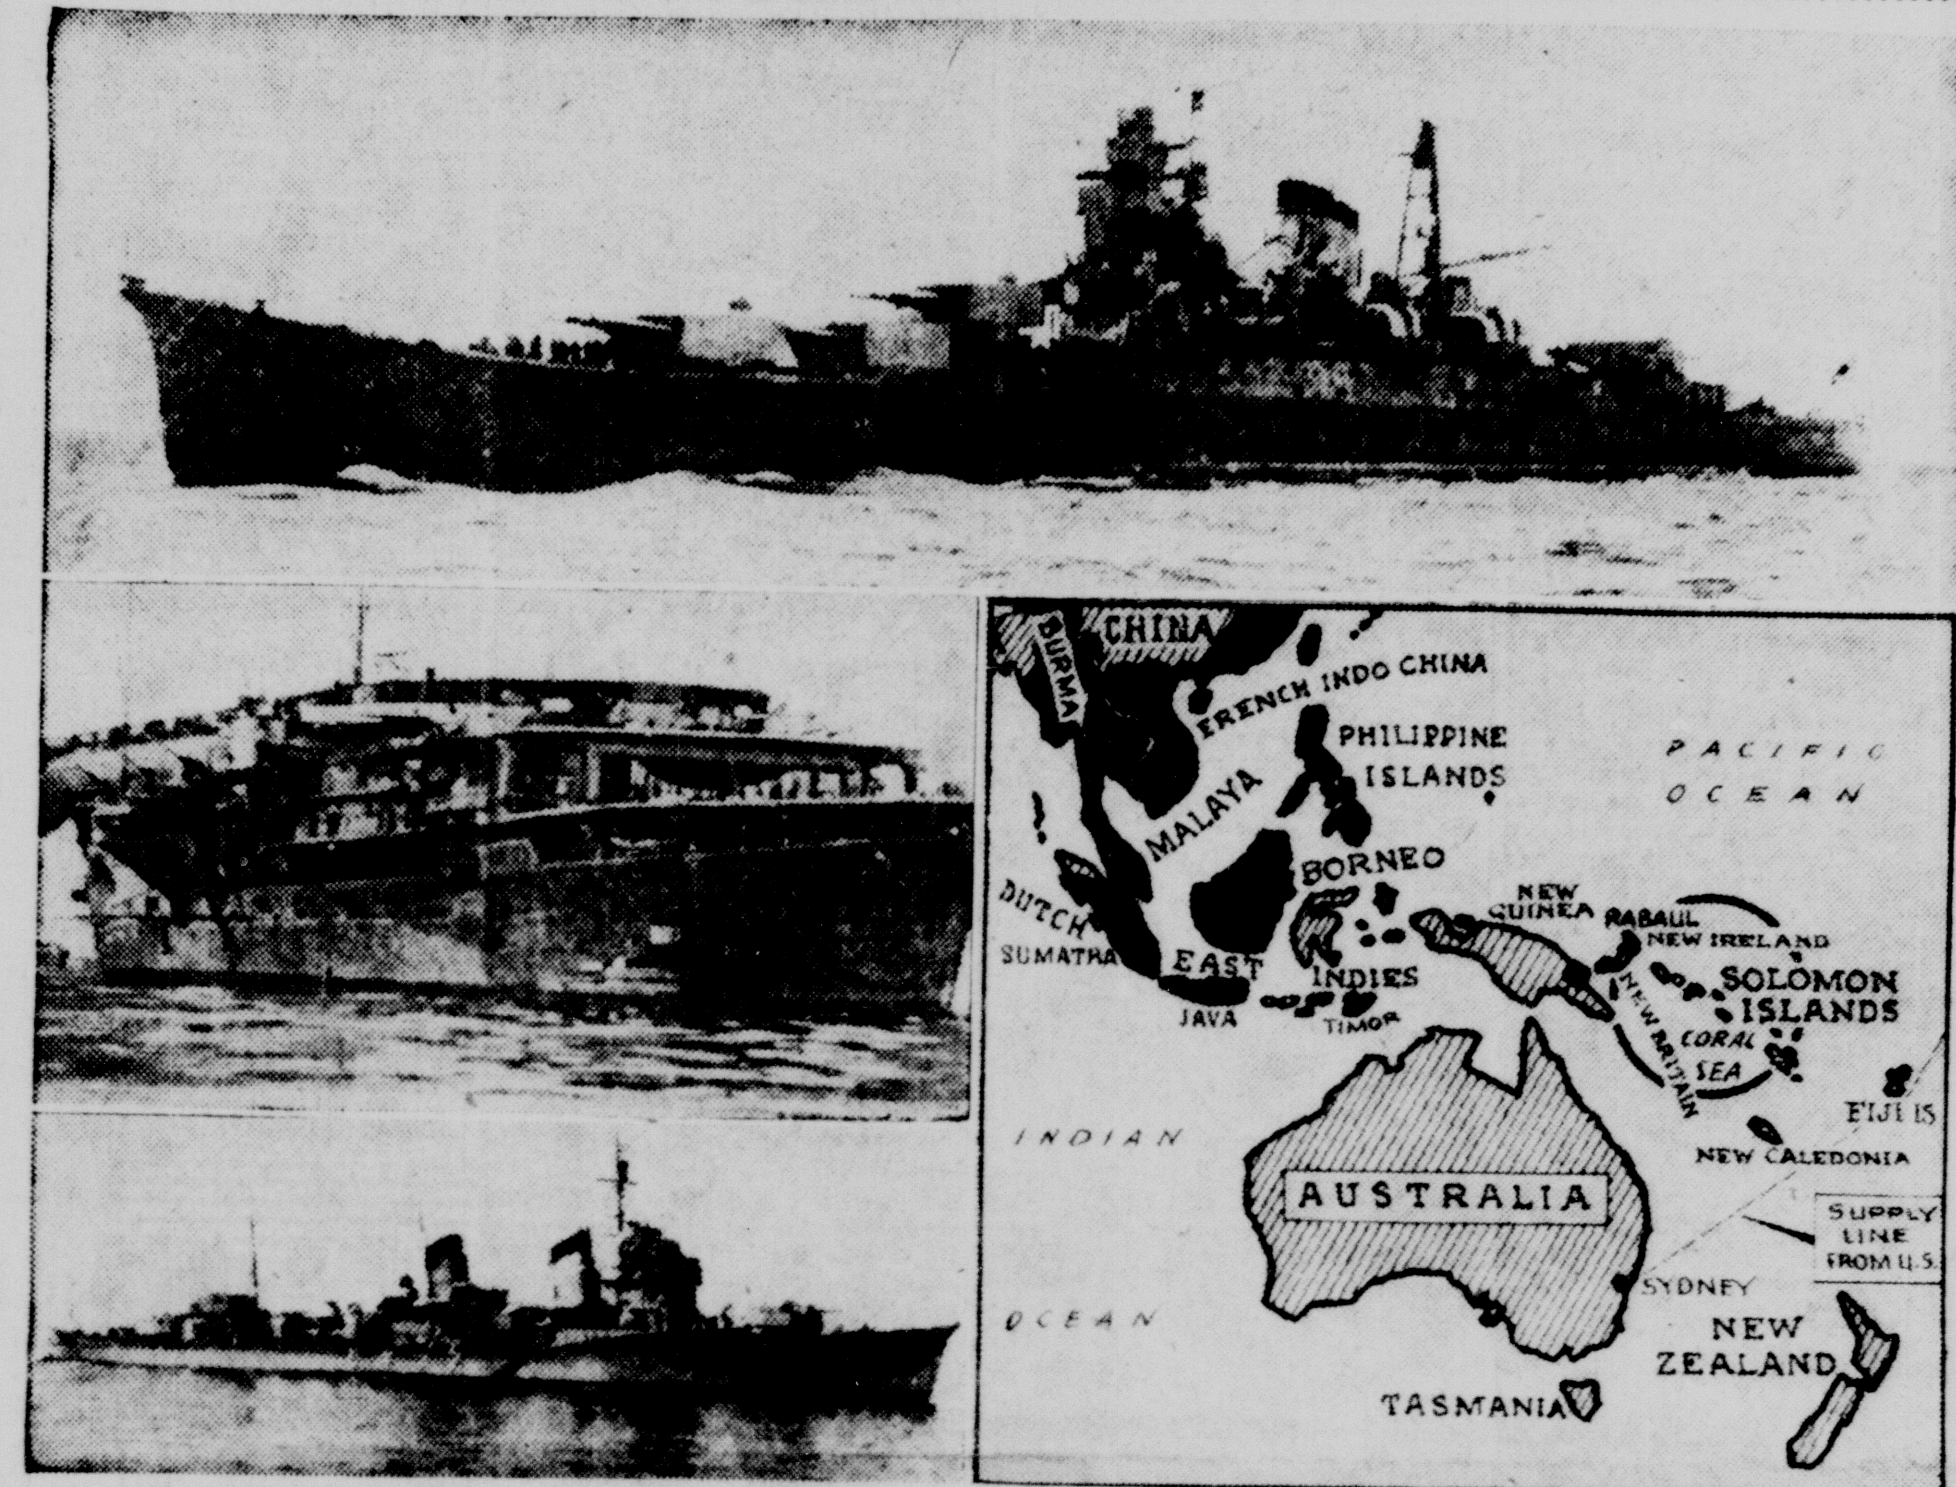 CHINA
BURMA
FRENCH INDO CHINA
PHILIPPINE
ISLANDS
PACIFIC
OCEAN
MALAYA
BORNEO
DUTCH
SUMATRA
EAST
INDIES
JAVA
TIMOR
NEW
GUINEA
RABAUL
NEW IRELAND
SOLOMON
ISLANDS
NEW BRITAIN
CORAL
SEA
FIJI IS
NEW CALEDONIA
INDIAN
OCEAN
AUSTRALIA
SUPPLY
LINE
FROM U.S.
SYDNEY
NEW
ZEALAND
TASMANIA